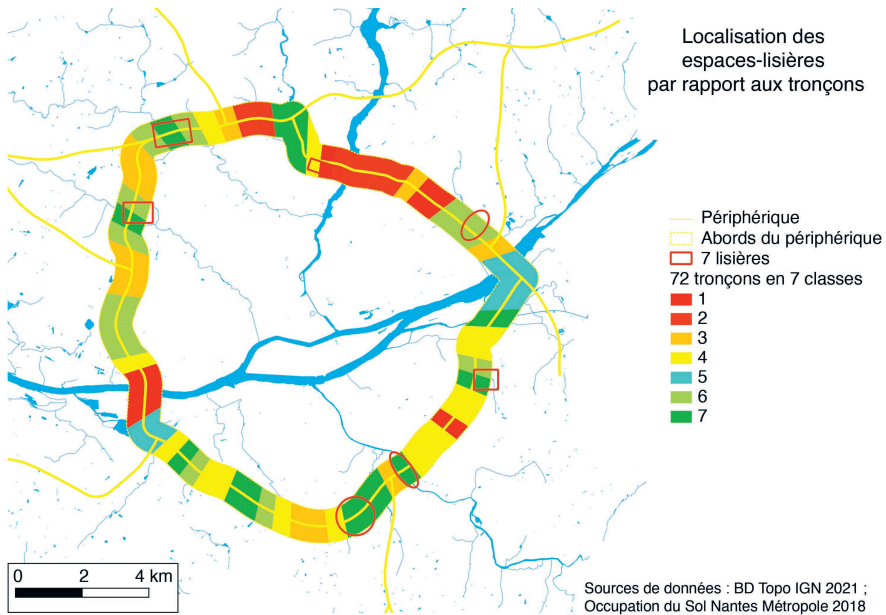 Localisation des
espaces-lisières
par rapport aux tronçons
Périphérique
Abords du périphérique
7 lisières
72 tronçons en 7 classes
1
2
3
4
5
6
7
0 2 4 km
Sources de données : BD Topo IGN 2021 ;
Occupation du Sol Nantes Métropole 2018